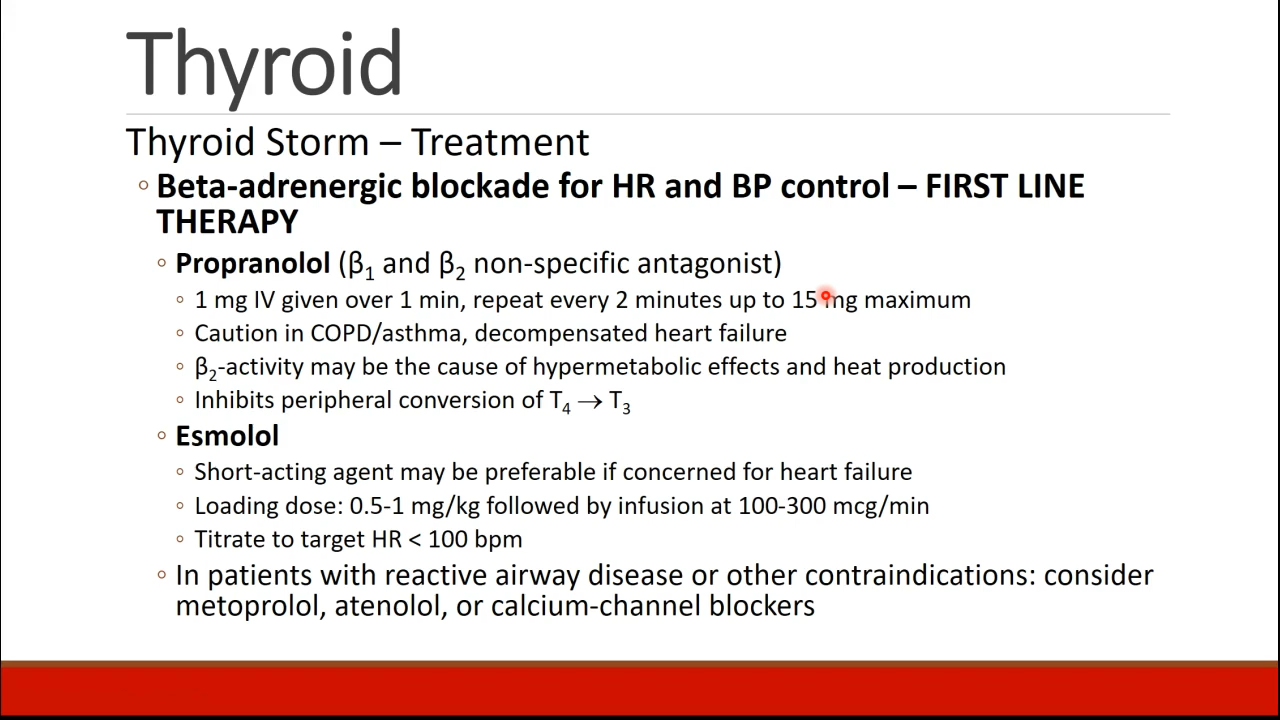 Thyroid
Thyroid Storm – Treatment
◦ Beta-adrenergic blockade for HR and BP control – FIRST LINE
THERAPY
◦ Propranolol (β₁ and β₂ non-specific antagonist)
◦ 1 mg IV given over 1 min, repeat every 2 minutes up to 15 mg maximum
◦ Caution in COPD/asthma, decompensated heart failure
◦ β₂-activity may be the cause of hypermetabolic effects and heat production
◦ Inhibits peripheral conversion of T₄ → T₃
◦ Esmolol
◦ Short-acting agent may be preferable if concerned for heart failure
◦ Loading dose: 0.5-1 mg/kg followed by infusion at 100-300 mcg/min
◦ Titrate to target HR < 100 bpm
◦ In patients with reactive airway disease or other contraindications: consider
metoprolol, atenolol, or calcium-channel blockers